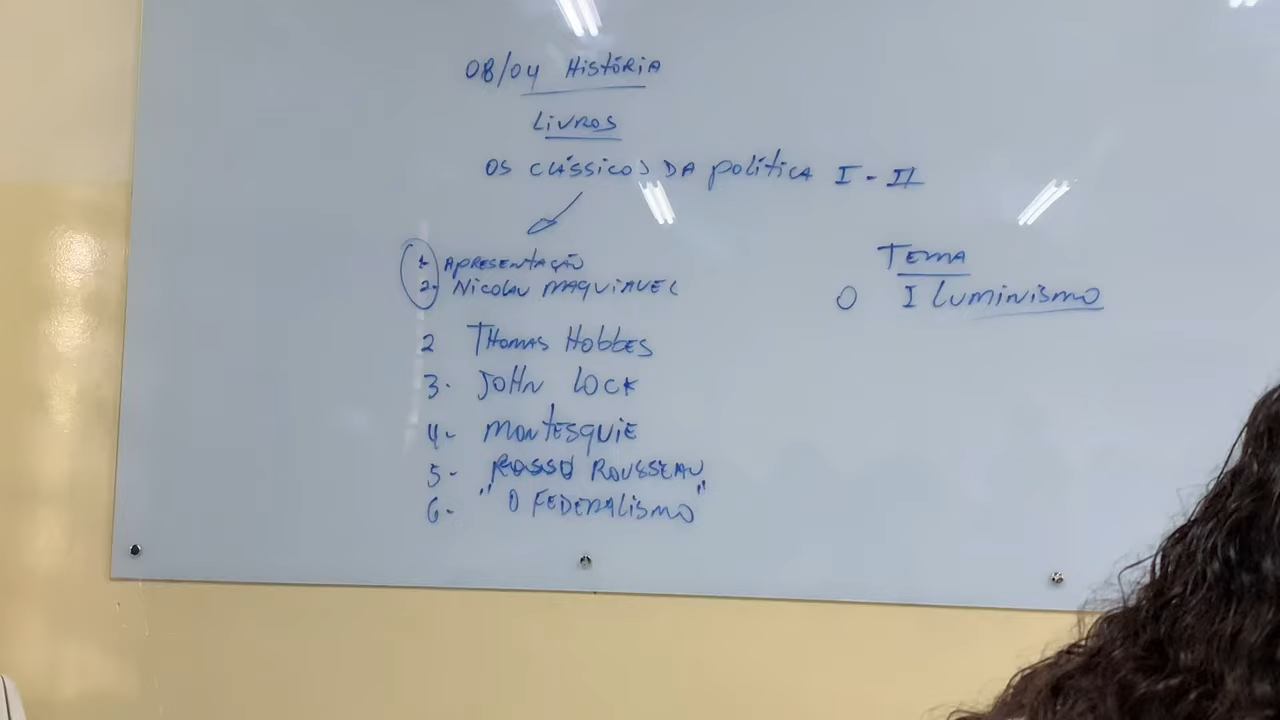 08/04 História
Livros
Os clássicos da política I - II
1- Apresentação
2- Nicolau Maquiavel
2 Thomas Hobbes
3- John Lock
4- Montesquie
5- Rousseau
6- "O Federalismo"
Tema
O Iluminismo